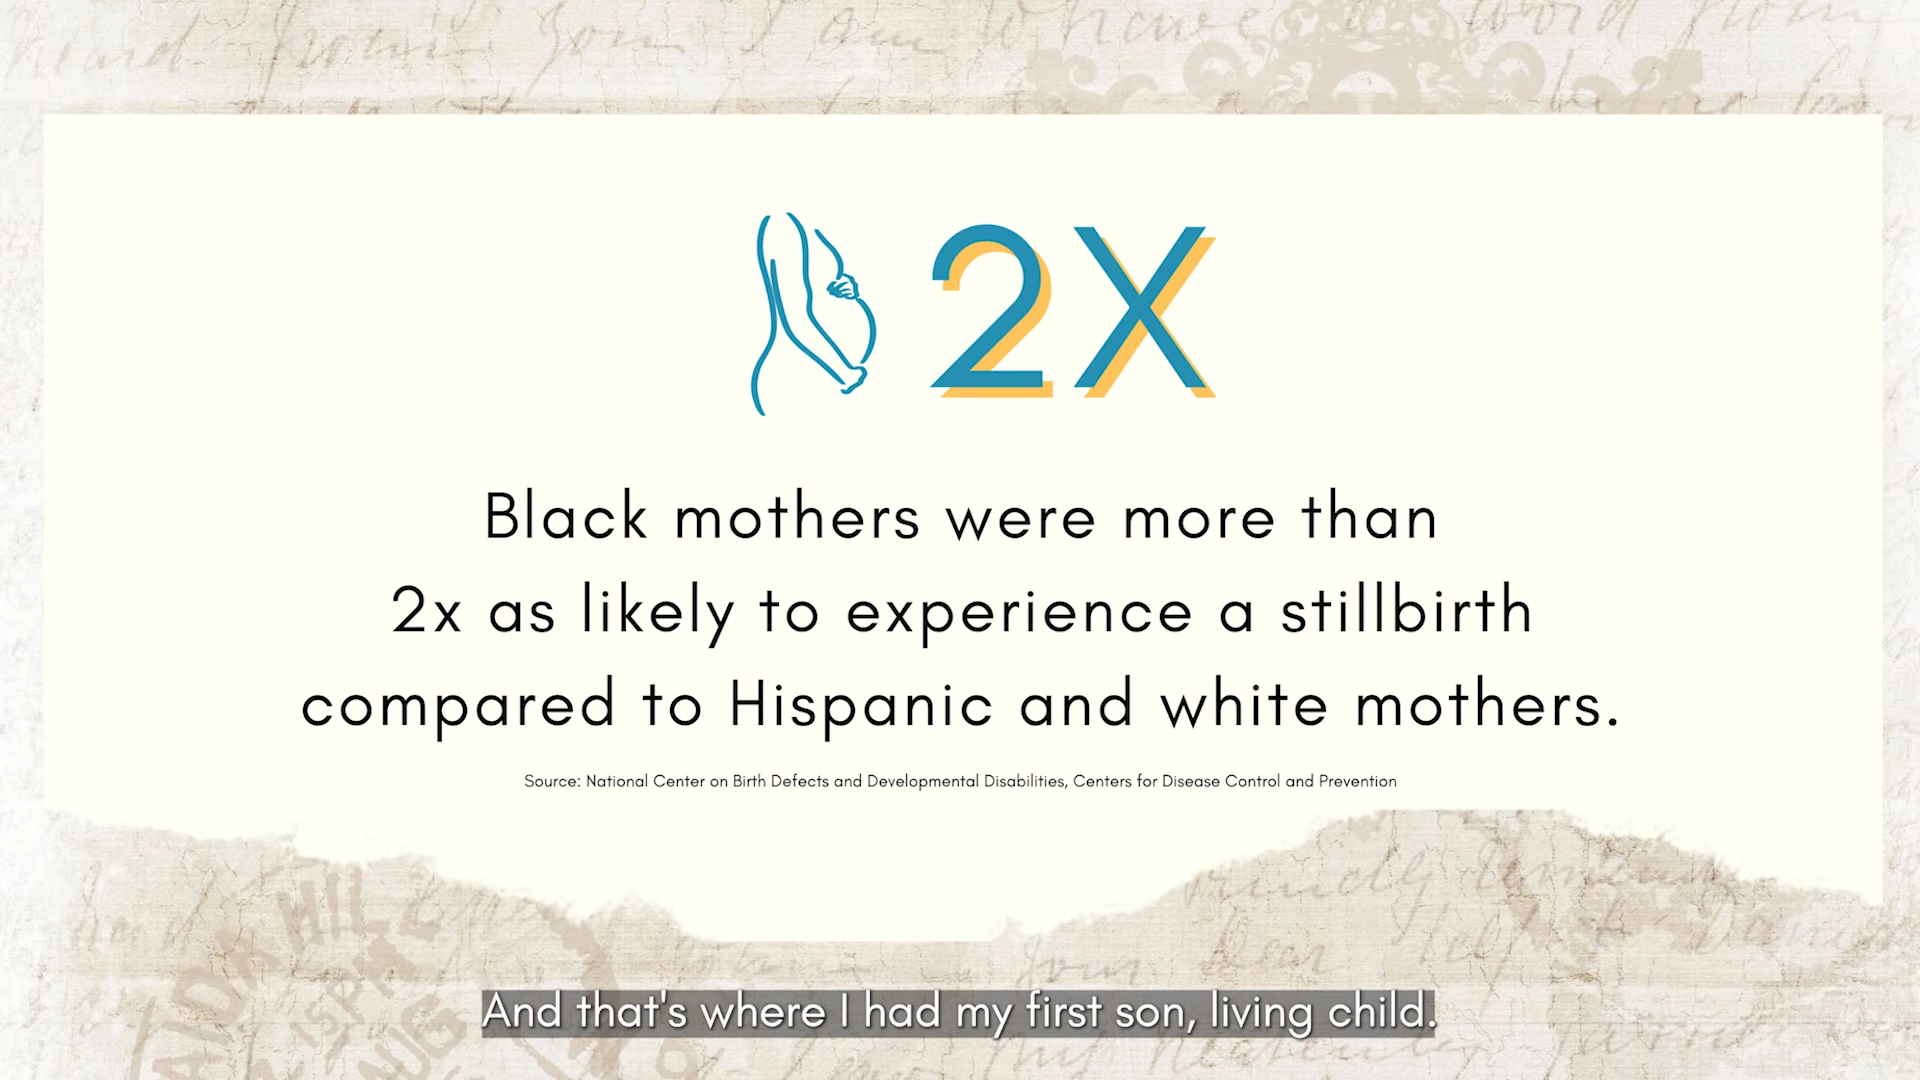 2X
Black mothers were more than
2x as likely to experience a stillbirth
compared to Hispanic and white mothers.
Source: National Center on Birth Defects and Developmental Disabilities, Centers for Disease Control and Prevention
And that's where I had my first son, living child.